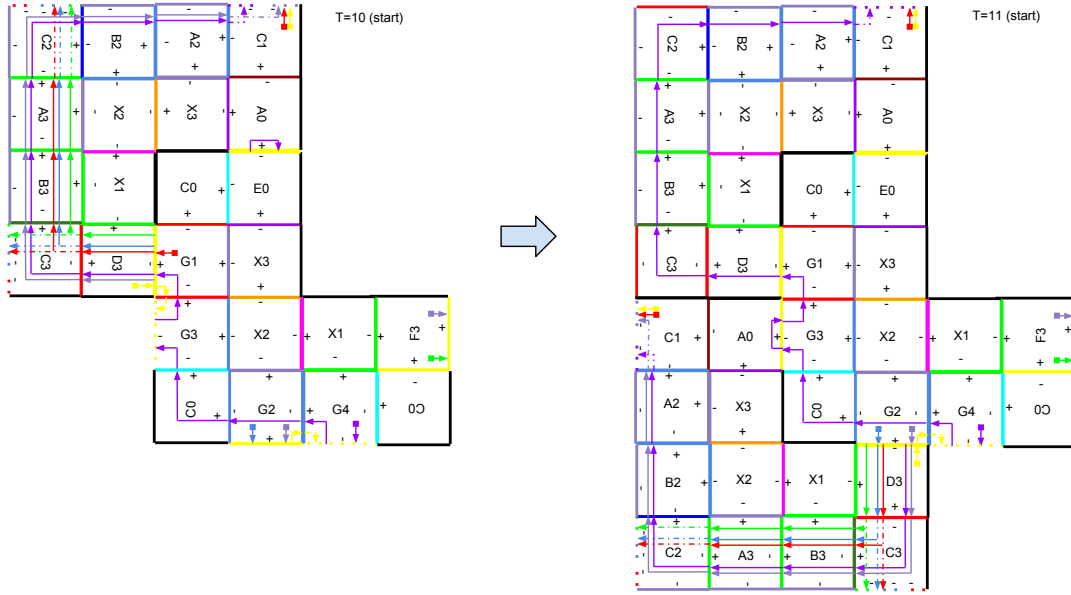 T=10 (start)
T=11 (start)
C2 B2 A2 C1
A3 X2 X3 A0
B3 X1 C0 E0
C3 D3 G1 X3
G3 X2 X1 F3
C0 G2 G4 C0
C2 B2 A2 C1
A3 X2 X3 A0
B3 X1 C0 E0
C3 D3 G1 X3
C1 A0 G3 X2 X1 F3
A2 X3 C0 G2 G4 C0
B2 X2 X1 D3
C2 A3 B3 C3